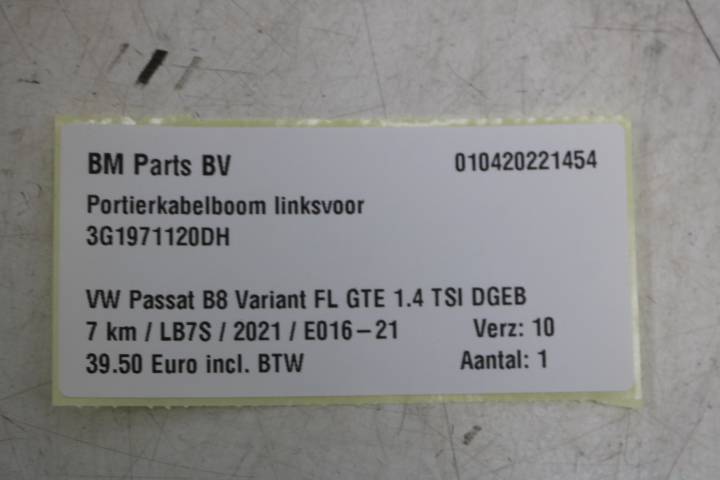 BM Parts BV 010420221454
Portierkabelboom linksvoor
3G1971120DH
VW Passat B8 Variant FL GTE 1.4 TSI DGEB
7 km / LB7S / 2021 / E016-21 Verz: 10
39.50 Euro incl. BTW Aantal: 1